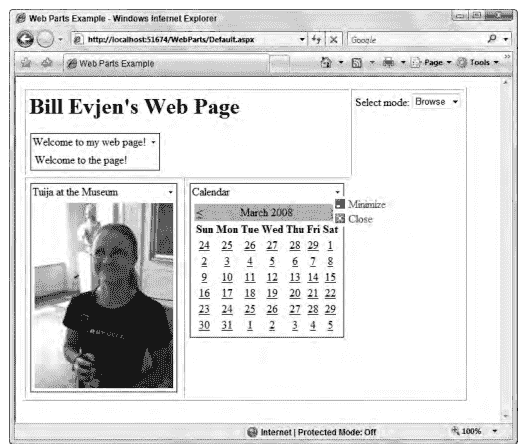 Web Parts Example - Windows Internet Explorer
http://localhost:51674/WebParts/Default.aspx
Google
Web Parts Example
Page
Tools
Bill Evjen's Web Page
Select mode: Browse
Welcome to my web page!
Welcome to the page!
Tuija at the Museum
Calendar
Minimize
Close
< March 2008
Sun Mon Tue Wed Thu Fri Sat
24 25 26 27 28 29 1
2 3 4 5 6 7 8
9 10 11 12 13 14 15
16 17 18 19 20 21 22
23 24 25 26 27 28 29
30 31 1 2 3 4 5
Internet | Protected Mode: Off
100%